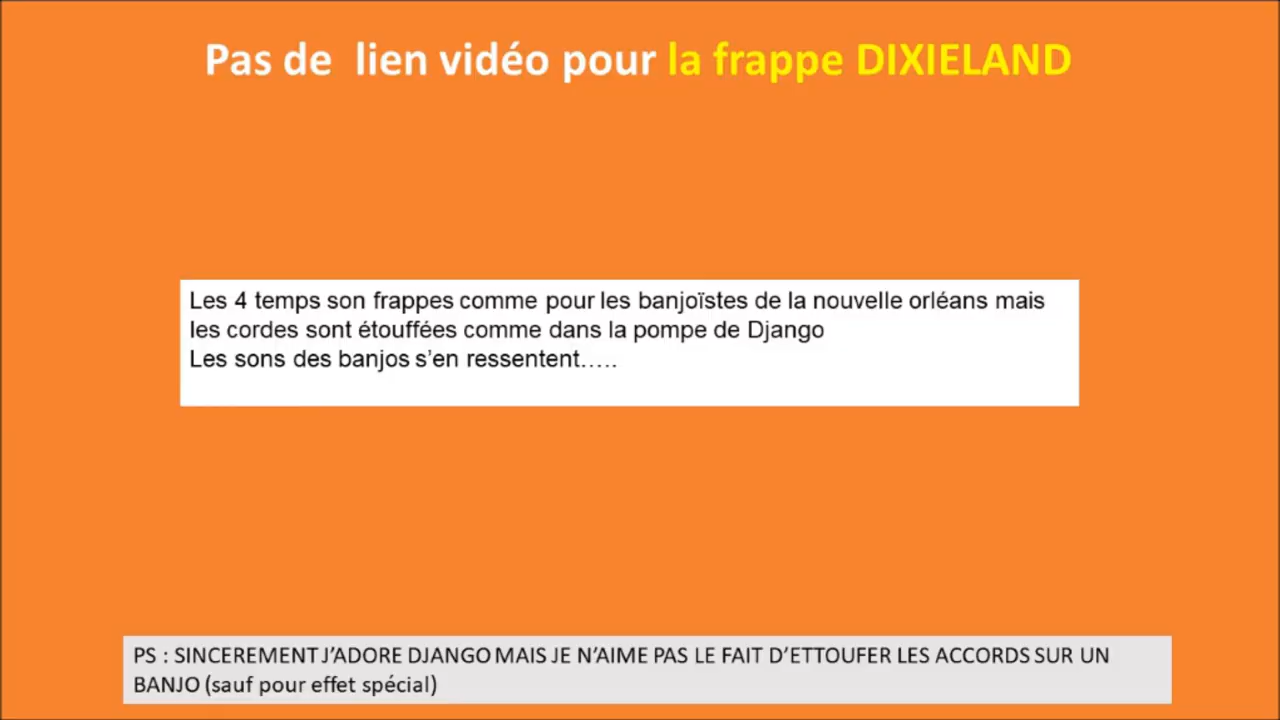 Pas de  lien vidéo pour la frappe DIXIELAND
Les 4 temps son frappes comme pour les banjoïstes de la nouvelle orléans mais
les cordes sont étouffées comme dans la pompe de Django
Les sons des banjos s'en ressentent…..
PS : SINCEREMENT J'ADORE DJANGO MAIS JE N'AIME PAS LE FAIT D'ETTOUFER LES ACCORDS SUR UN
BANJO (sauf pour effet spécial)